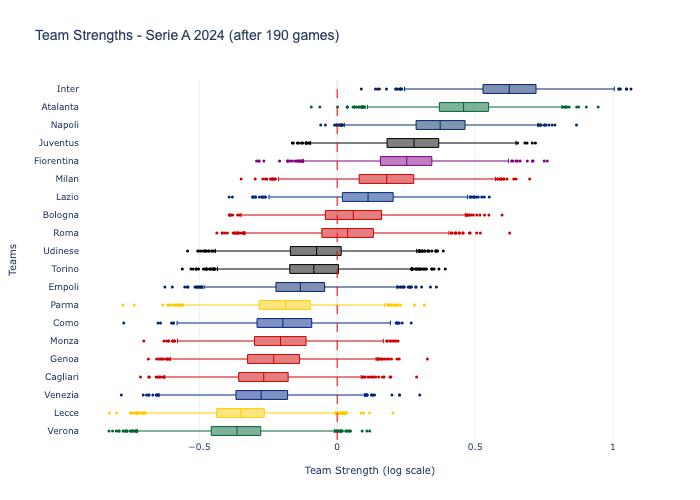 Team Strengths - Serie A 2024 (after 190 games)
Inter
Atalanta
Napoli
Juventus
Fiorentina
Milan
Lazio
Bologna
Roma
Udinese
Torino
Empoli
Parma
Como
Monza
Genoa
Cagliari
Venezia
Lecce
Verona
Teams
−0.5 0 0.5 1
Team Strength (log scale)